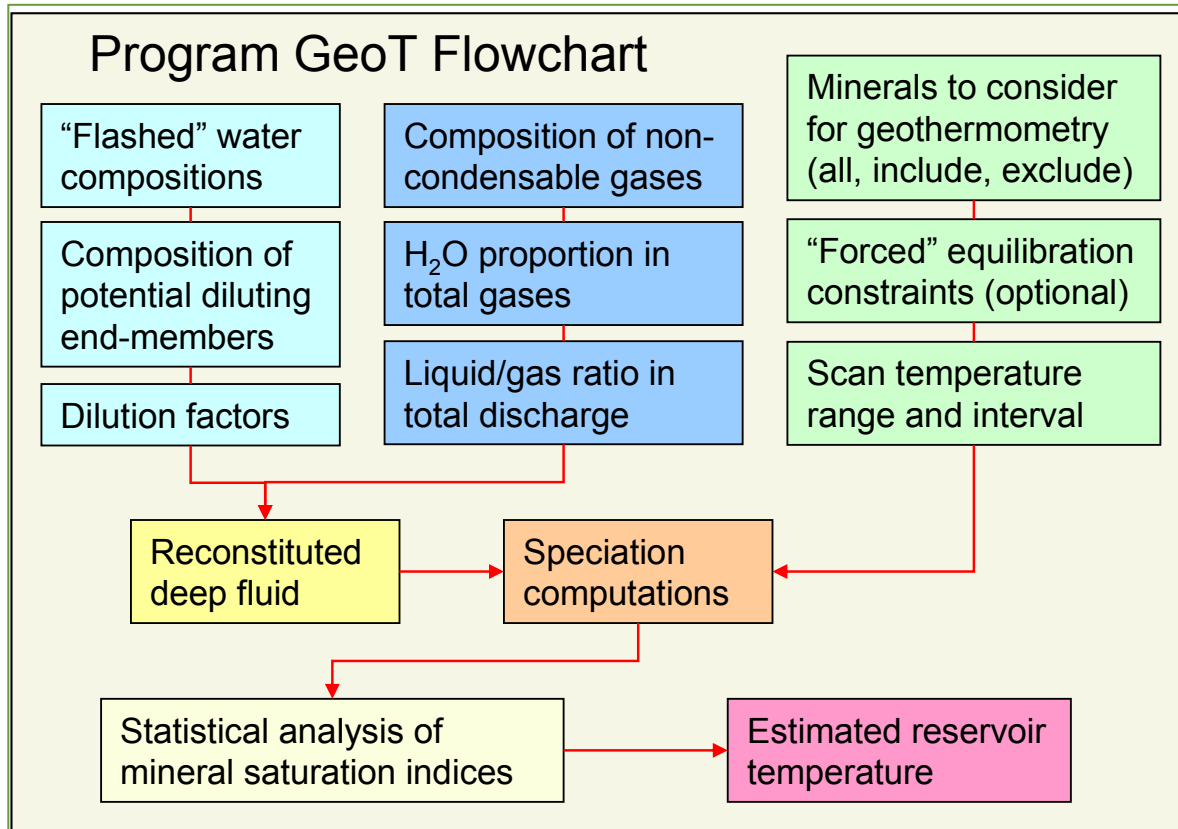 Program GeoT Flowchart
“Flashed” water
compositions
Composition of
potential diluting
end-members
Dilution factors
Composition of non-
condensable gases
H₂O proportion in
total gases
Liquid/gas ratio in
total discharge
Minerals to consider
for geothermometry
(all, include, exclude)
“Forced” equilibration
constraints (optional)
Scan temperature
range and interval
Reconstituted
deep fluid
Speciation
computations
Statistical analysis of
mineral saturation indices
Estimated reservoir
temperature